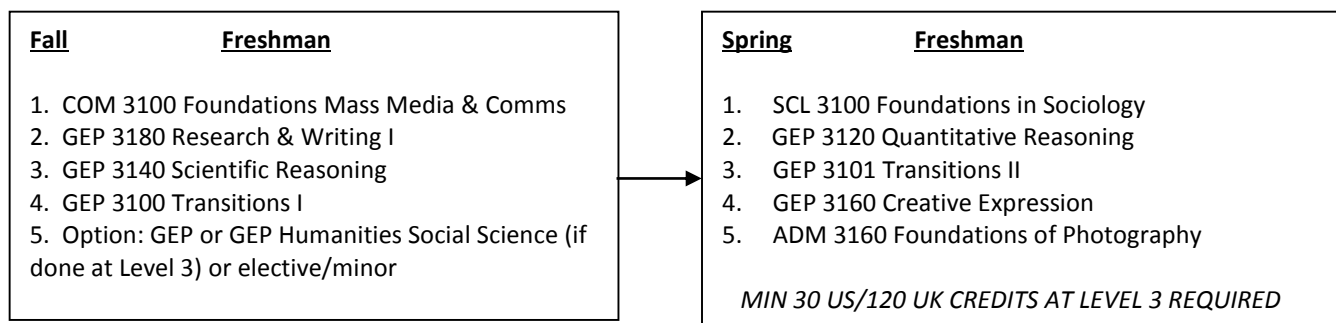 Fall Freshman
1. COM 3100 Foundations Mass Media & Comms
2. GEP 3180 Research & Writing I
3. GEP 3140 Scientific Reasoning
4. GEP 3100 Transitions I
5. Option: GEP or GEP Humanities Social Science (if
done at Level 3) or elective/minor
Spring Freshman
1. SCL 3100 Foundations in Sociology
2. GEP 3120 Quantitative Reasoning
3. GEP 3101 Transitions II
4. GEP 3160 Creative Expression
5. ADM 3160 Foundations of Photography
MIN 30 US/120 UK CREDITS AT LEVEL 3 REQUIRED